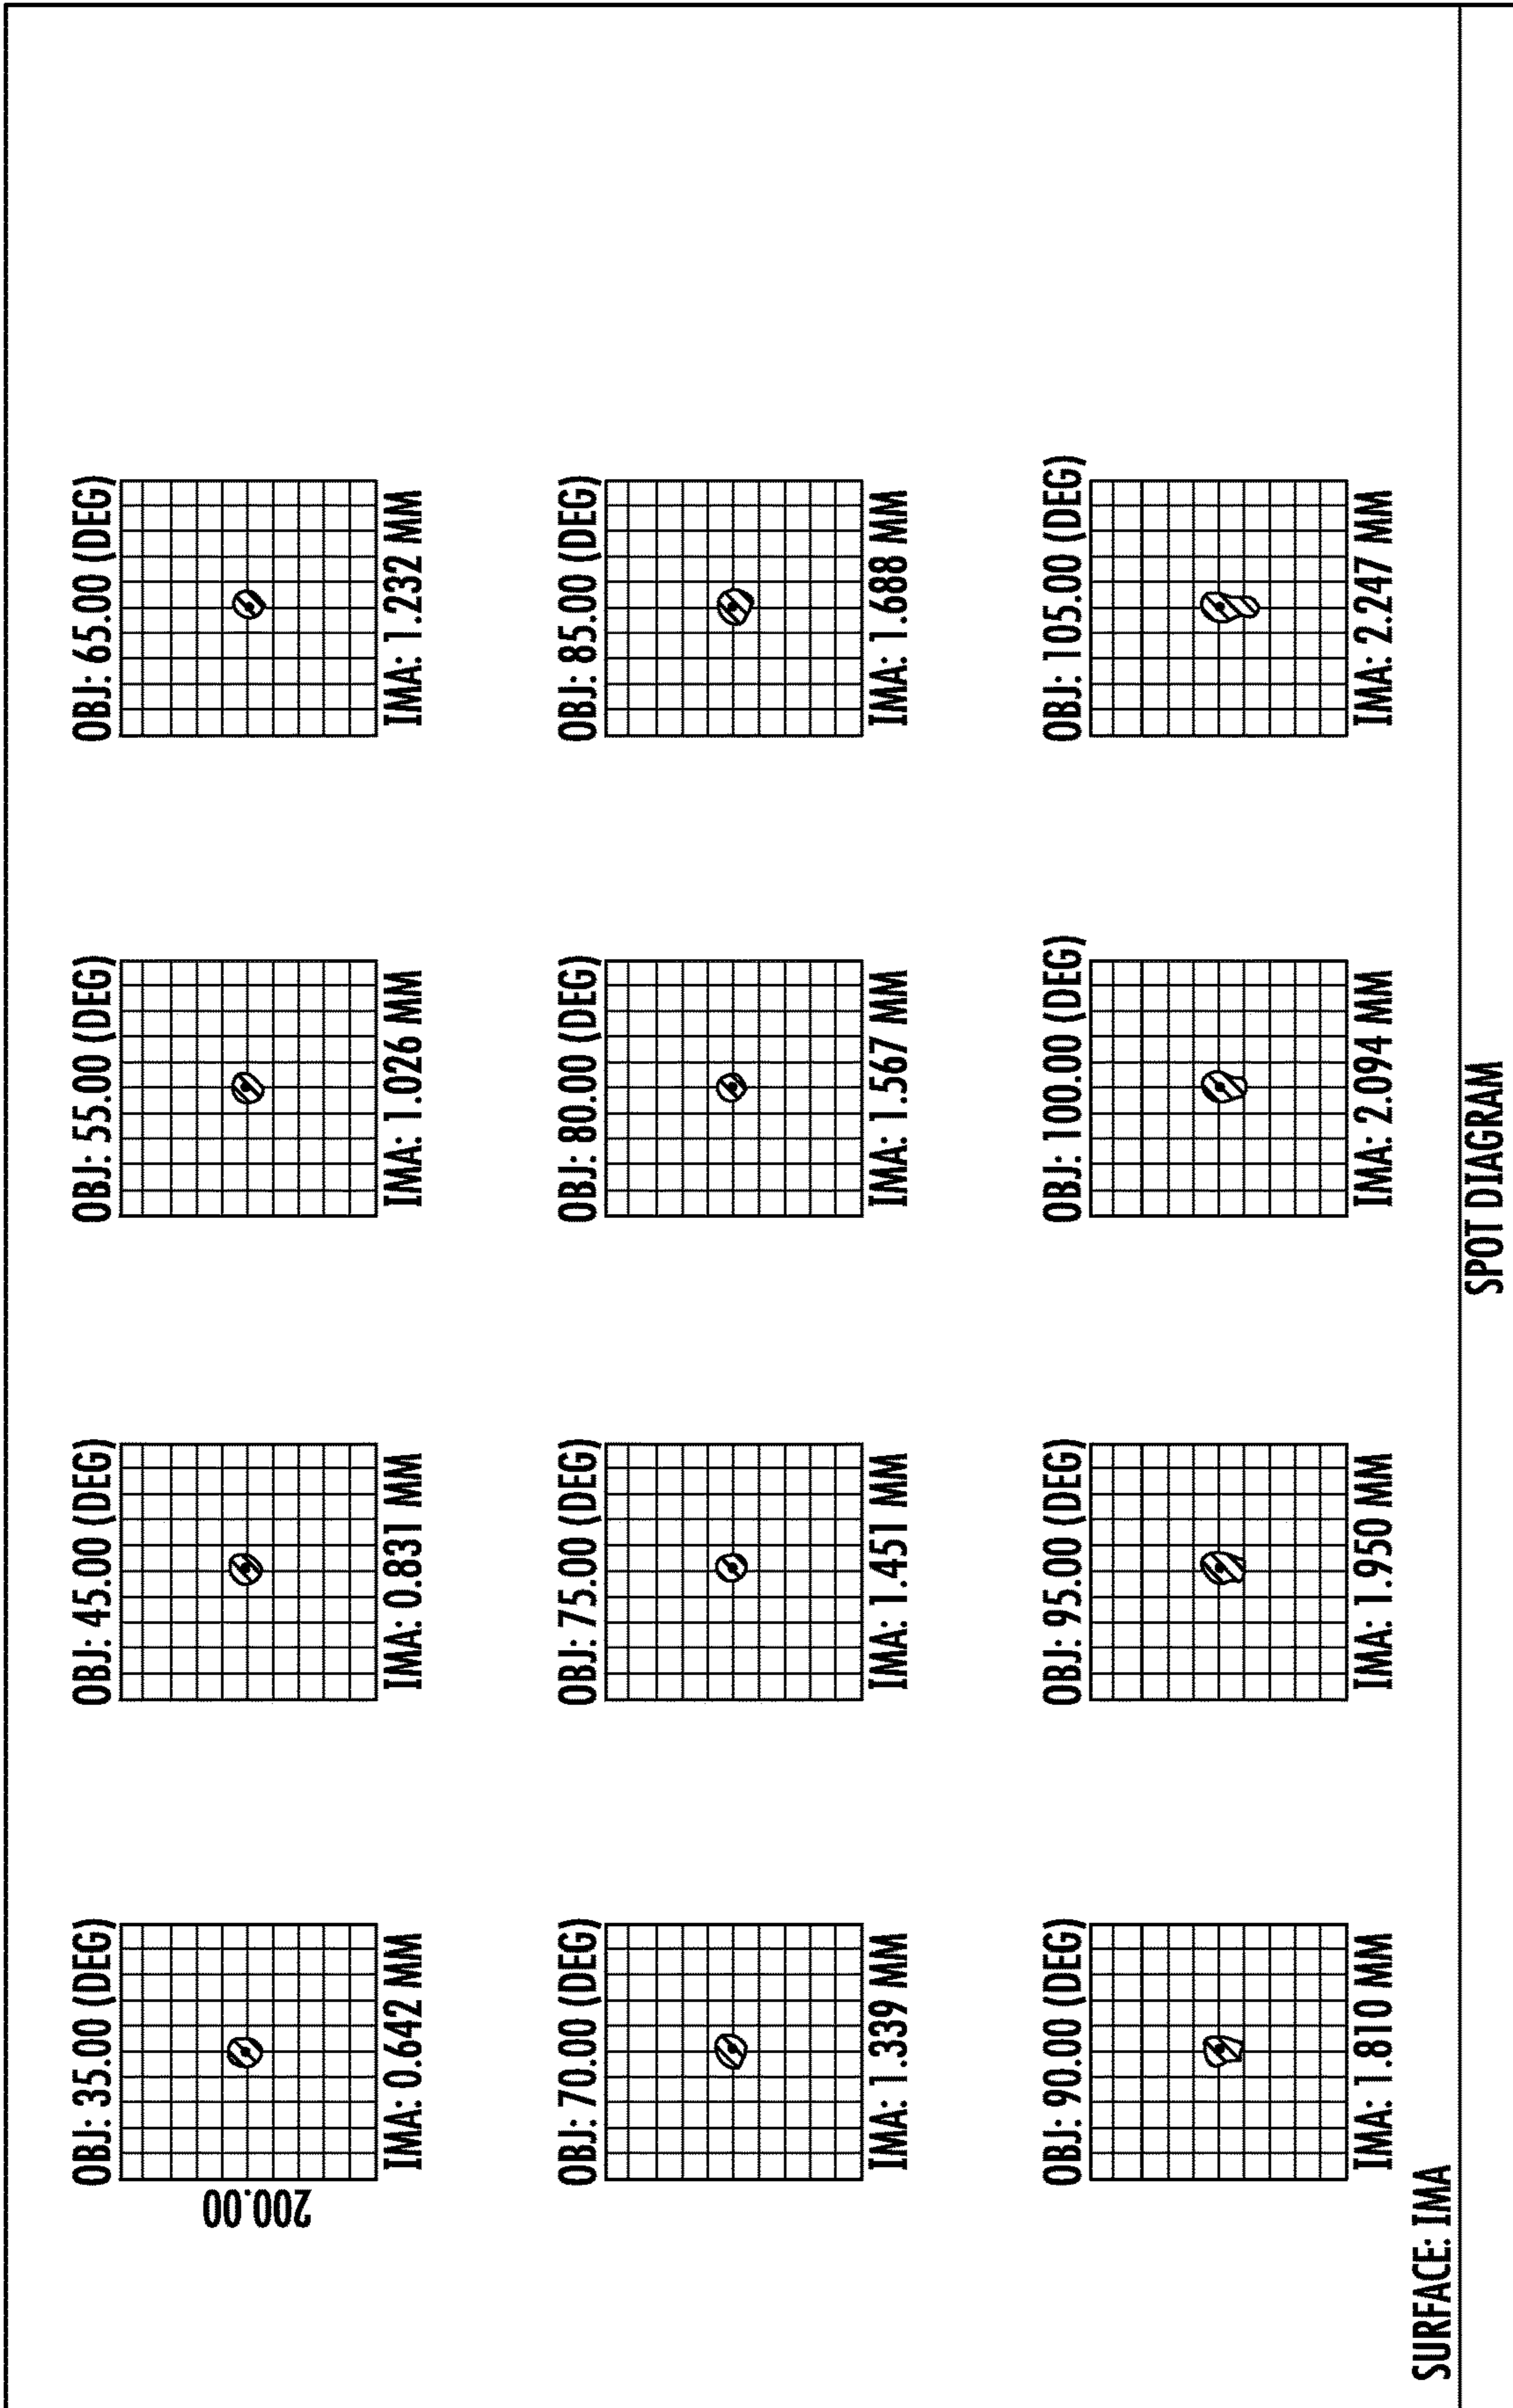 OBJ: 35.00 (DEG)
200.00
IMA: 0.642 MM
OBJ: 45.00 (DEG)
IMA: 0.831 MM
OBJ: 55.00 (DEG)
IMA: 1.026 MM
OBJ: 65.00 (DEG)
IMA: 1.232 MM
OBJ: 70.00 (DEG)
IMA: 1.339 MM
OBJ: 75.00 (DEG)
IMA: 1.451 MM
OBJ: 80.00 (DEG)
IMA: 1.567 MM
OBJ: 85.00 (DEG)
IMA: 1.688 MM
OBJ: 90.00 (DEG)
IMA: 1.810 MM
OBJ: 95.00 (DEG)
IMA: 1.950 MM
OBJ: 100.00 (DEG)
IMA: 2.094 MM
OBJ: 105.00 (DEG)
IMA: 2.247 MM
SURFACE: IMA
SPOT DIAGRAM